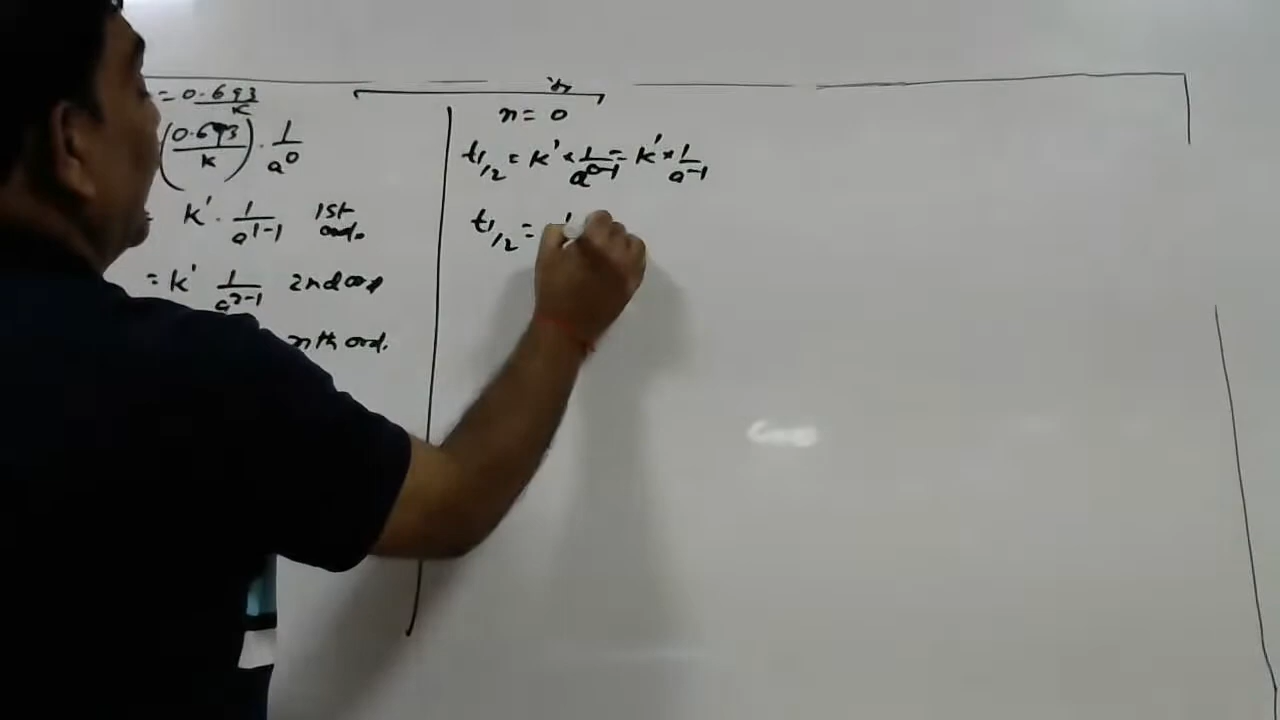 = 0.693/K
(0.693/K) · 1/a⁰
K' · 1/a¹⁻¹ 1st ord.
= K' 1/a²⁻¹ 2nd ord
nth ord.
n = 0
t₁/₂ = K' × 1/a⁰⁻¹ = K' × 1/a⁻¹
t₁/₂ =